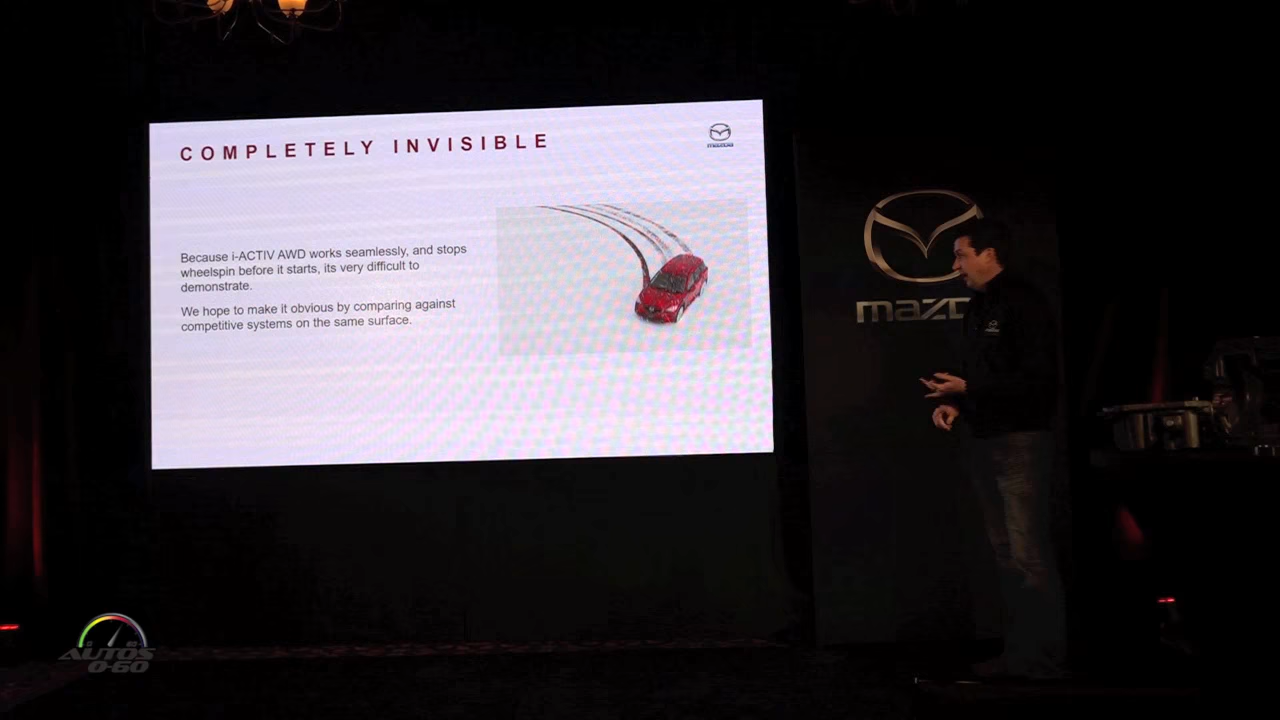 COMPLETELY INVISIBLE
mazda
Because i-ACTIV AWD works seamlessly, and stops
wheelspin before it starts, its very difficult to
demonstrate.
We hope to make it obvious by comparing against
competitive systems on the same surface.
mazd
AUTOS
0-60